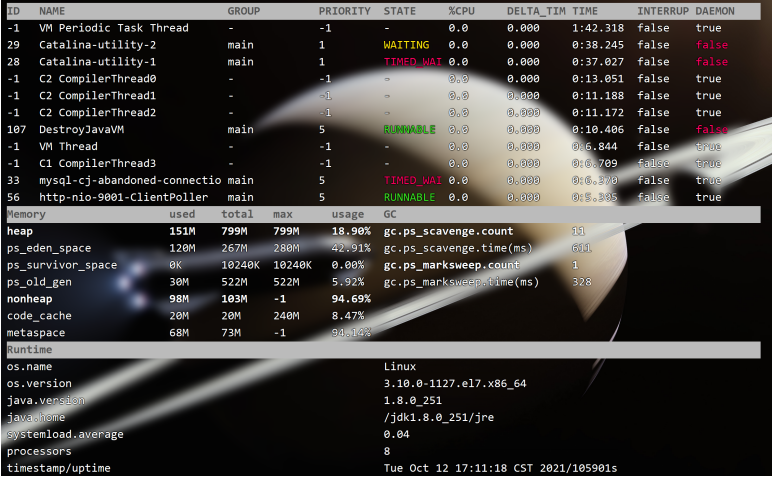 ID NAME GROUP PRIORITY STATE %CPU DELTA_TIM TIME INTERRUP DAEMON
-1 VM Periodic Task Thread - -1 - 0.0 0.000 1:42.318 false true
29 Catalina-utility-2 main 1 WAITING 0.0 0.000 0:38.245 false false
28 Catalina-utility-1 main 1 TIMED_WAI 0.0 0.000 0:37.027 false false
-1 C2 CompilerThread0 - -1 - 0.0 0.000 0:13.051 false true
-1 C2 CompilerThread1 - -1 - 0.0 0.000 0:11.188 false true
-1 C2 CompilerThread2 - -1 - 0.0 0.000 0:11.172 false true
107 DestroyJavaVM main 5 RUNNABLE 0.0 0.000 0:10.406 false false
-1 VM Thread - -1 - 0.0 0.000 0:6.844 false true
-1 C1 CompilerThread3 - -1 - 0.0 0.000 0:6.709 false true
33 mysql-cj-abandoned-connectio main 5 TIMED_WAI 0.0 0.000 0:6.370 false true
56 http-nio-9001-ClientPoller main 5 RUNNABLE 0.0 0.000 false true
Memory used total max usage GC
heap 151M 799M 799M 18.90% gc.ps_scavenge.count 11
ps_eden_space 120M 267M 280M 42.91% gc.ps_scavenge.time(ms) 611
ps_survivor_space 0K 10240K 10240K 0.00% gc.ps_marksweep.count 1
ps_old_gen 30M 522M 522M 5.92% gc.ps_marksweep.time(ms) 328
nonheap 98M 103M -1 94.69%
code_cache 20M 20M 240M 8.47%
metaspace 68M 73M -1 94.14%
Runtime
os.name Linux
os.version 3.10.0-1127.el7.x86_64
java.version 1.8.0_251
java.home /jdk1.8.0_251/jre
systemload.average 0.04
processors 8
timestamp/uptime Tue Oct 12 17:11:18 CST 2021/105901s